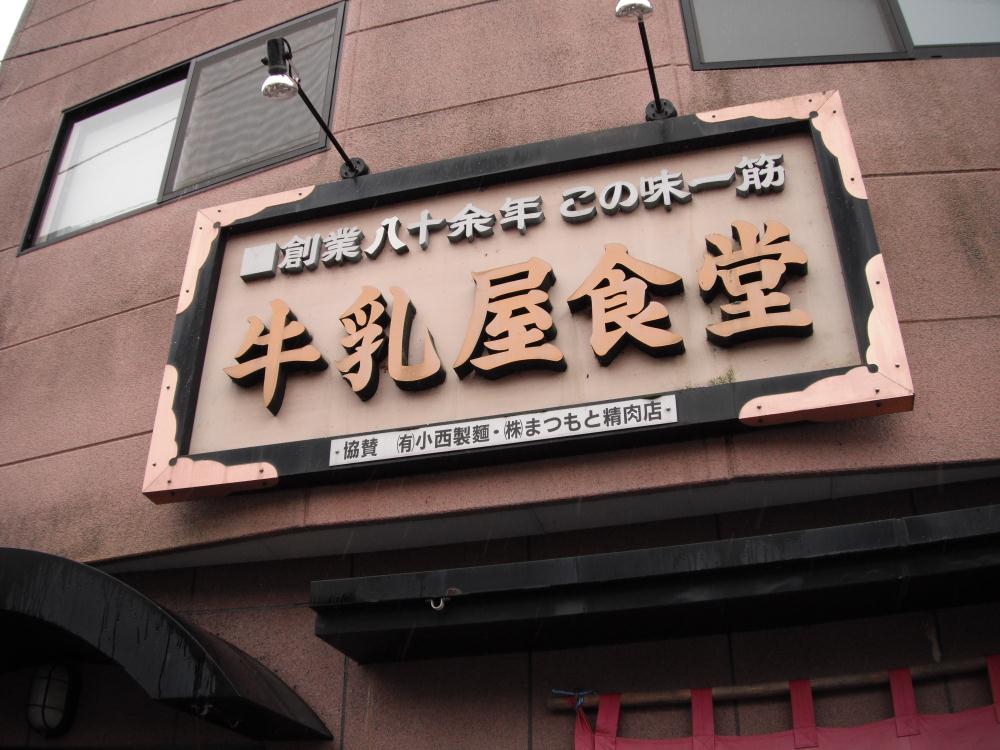 ■創業八十余年 この味一筋
牛乳屋食堂
協賛 ㈲小西製麺・㈱まつもと精肉店